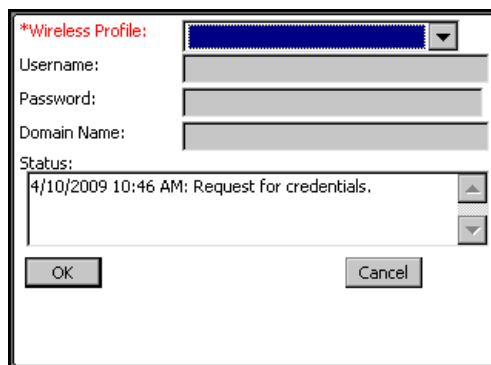 *Wireless Profile:
Username:
Password:
Domain Name:
Status:
4/10/2009 10:46 AM: Request for credentials.
OK
Cancel